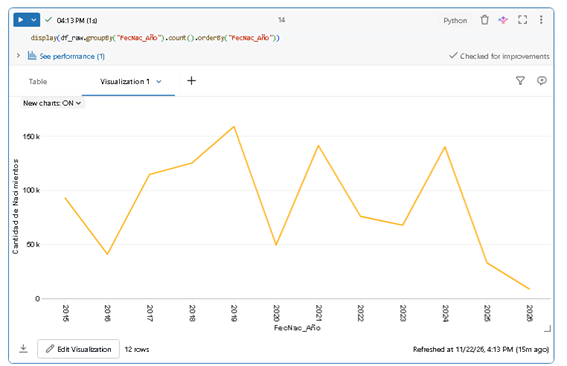 04:13 PM (1s)
14
Python
display(df_raw.groupBy("FecNac_Año").count().orderBy("FecNac_Año"))
See performance (1)
Checked for improvements
Table
Visualization 1
New charts: ON
Cantidad de Nacimientos
150k
100k
50k
0
2015
2016
2017
2018
2019
2020
2021
2022
2023
2024
2025
2026
FecNac_Año
Edit Visualization
12 rows
Refreshed at 11/22/25, 4:13 PM (15m ago)